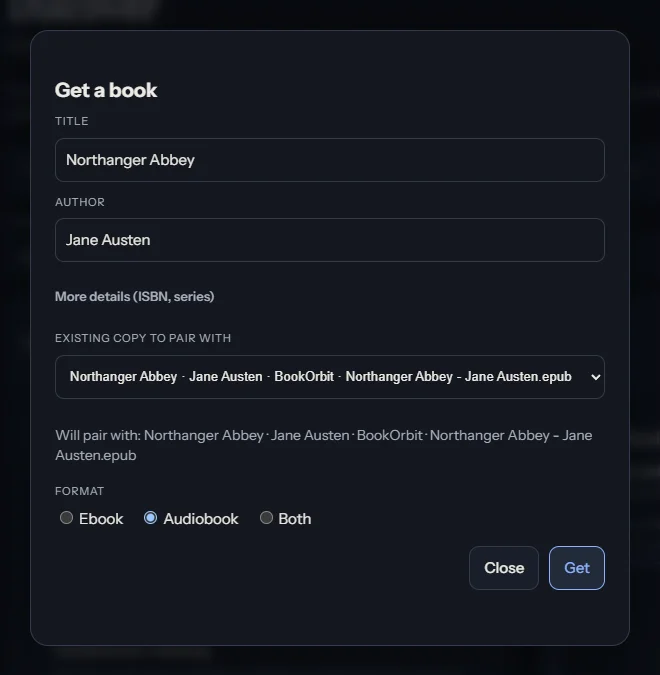 Get a book
TITLE
Northanger Abbey
AUTHOR
Jane Austen
More details (ISBN, series)
EXISTING COPY TO PAIR WITH
Northanger Abbey · Jane Austen · BookOrbit · Northanger Abbey - Jane Austen.epub
Will pair with: Northanger Abbey · Jane Austen · BookOrbit · Northanger Abbey - Jane
Austen.epub
FORMAT
Ebook Audiobook Both
Close Get